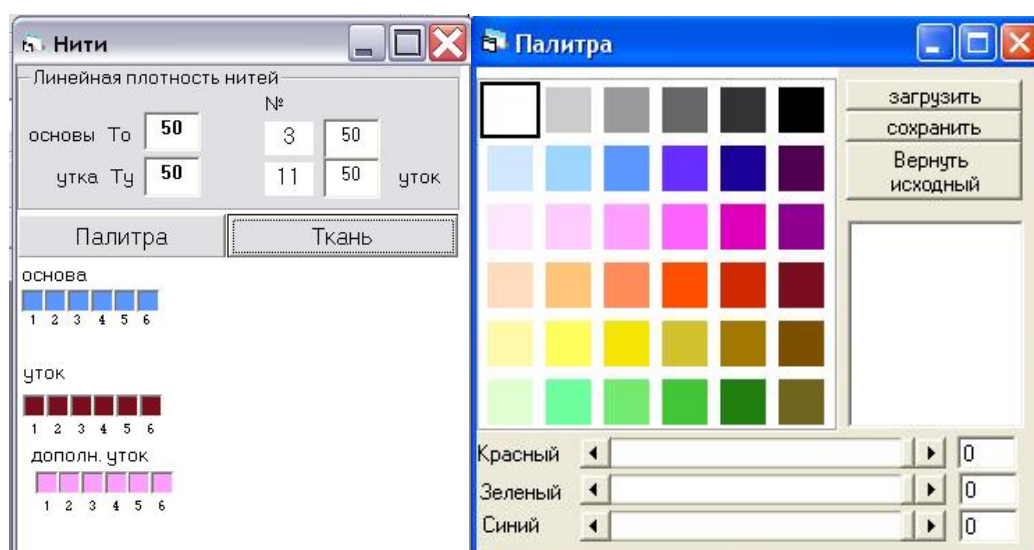 Нити
Линейная плотность нитей
№
основы То 50 3 50
утка Ту 50 11 50 уток
Палитра Ткань
основа
1 2 3 4 5 6
уток
1 2 3 4 5 6
дополн. уток
1 2 3 4 5 6
Палитра
загрузить
сохранить
Вернуть
исходный
Красный 0
Зеленый 0
Синий 0